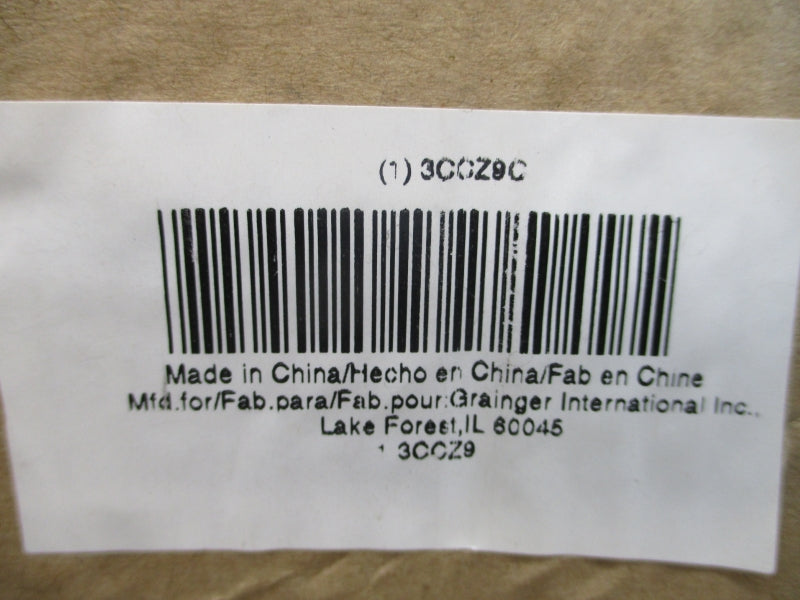 (1) 3CCZ9C
Made in China/Hecho en China/Fab en Chine
Mfd.for/Fab.para/Fab.pour:Grainger International Inc.,
Lake Forest,IL 60045
1 3CCZ9